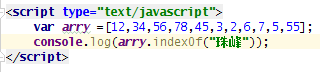 <script type="text/javascript">
var arry =[12,34,56,78,45,3,2,6,7,5,55];
console.log(arry.indexOf("珠峰"));
</script>